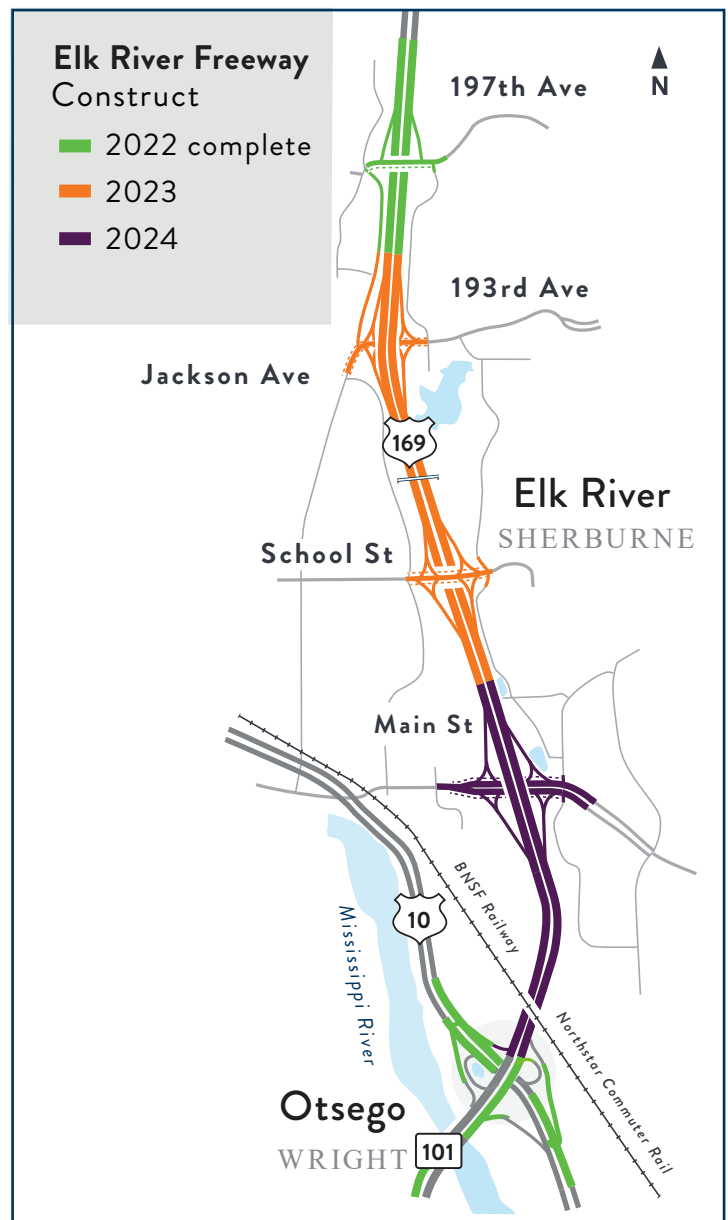 Elk River Freeway
Construct
2022 complete
2023
2024
N
197th Ave
193rd Ave
Jackson Ave
169
Elk River
SHERBURNE
School St
Main St
BNSF Railway
10
Mississippi River
Northstar Commuter Rail
Otsego
WRIGHT
101